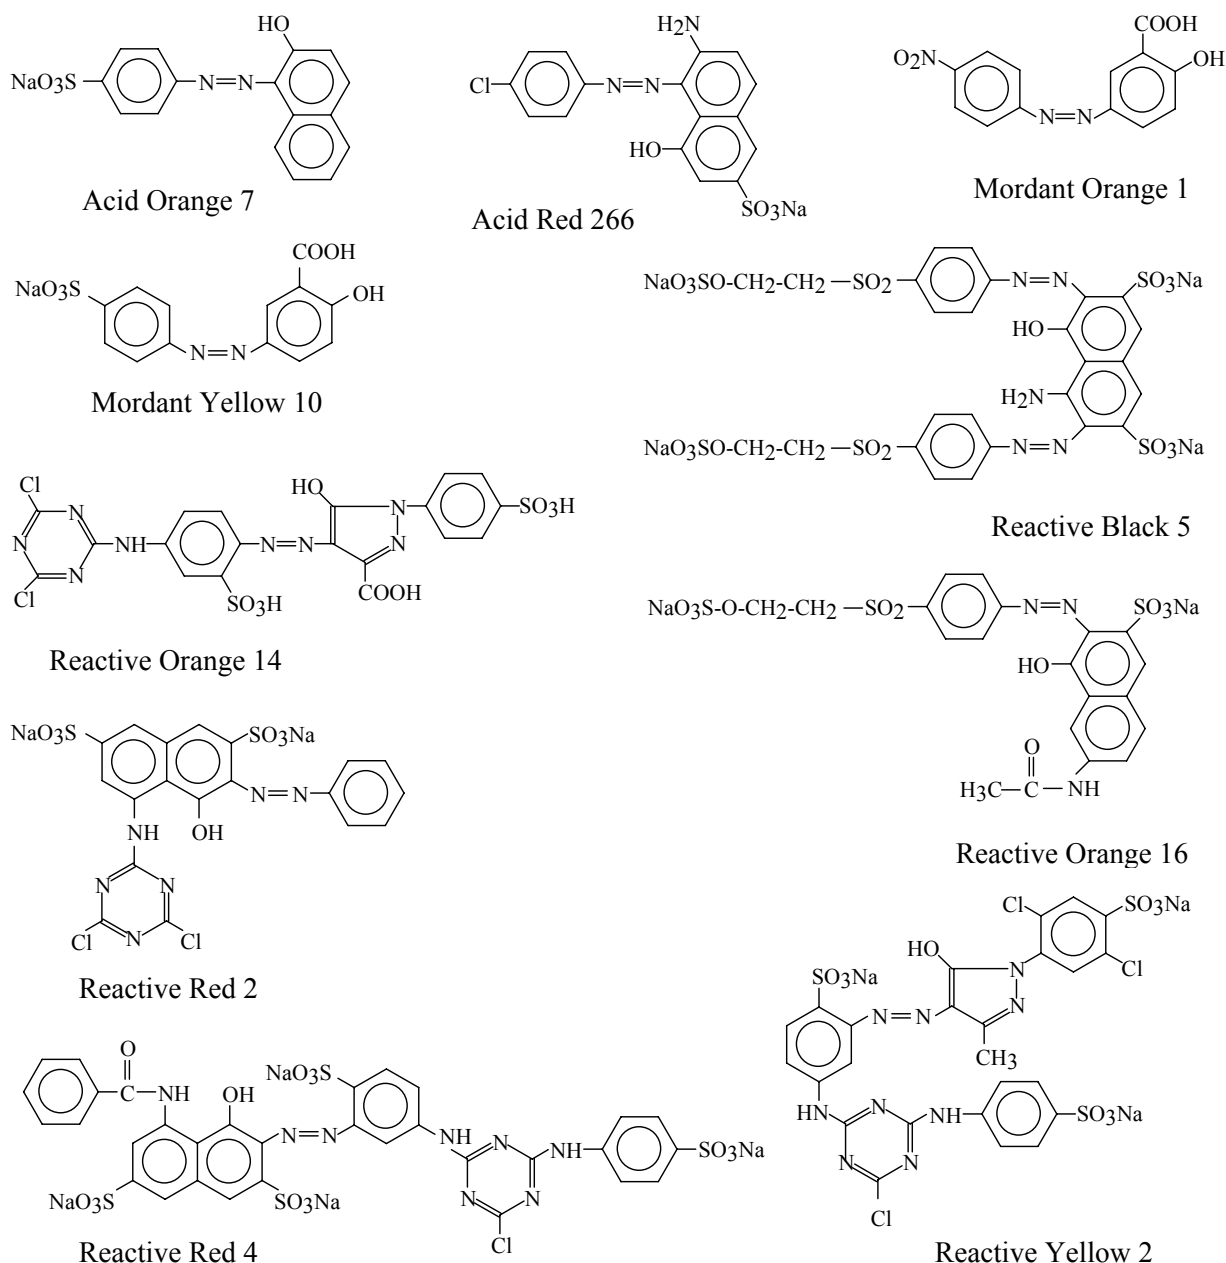 HO
NaO3S N=N
Acid Orange 7
H2N
Cl N=N
HO
SO3Na
Acid Red 266
COOH
O2N OH
N=N
Mordant Orange 1
COOH
NaO3S OH
N=N
Mordant Yellow 10
NaO3SO-CH2-CH2-SO2 N=N SO3Na
HO
H2N
NaO3SO-CH2-CH2-SO2 N=N SO3Na
Reactive Black 5
Cl HO N SO3H
N N NH N=N N
N
Cl SO3H COOH
Reactive Orange 14
NaO3S-O-CH2-CH2-SO2 N=N SO3Na
HO
O
H3C-C-NH
Reactive Orange 16
NaO3S SO3Na
N=N
NH OH
N N
Cl N Cl
Reactive Red 2
Cl SO3Na
HO N Cl
SO3Na N
N=N
CH3
HN N NH SO3Na
N N
Cl
Reactive Yellow 2
O
C NH OH NaO3S
N=N NH N NH SO3Na
NaO3S SO3Na N N
Cl
Reactive Red 4